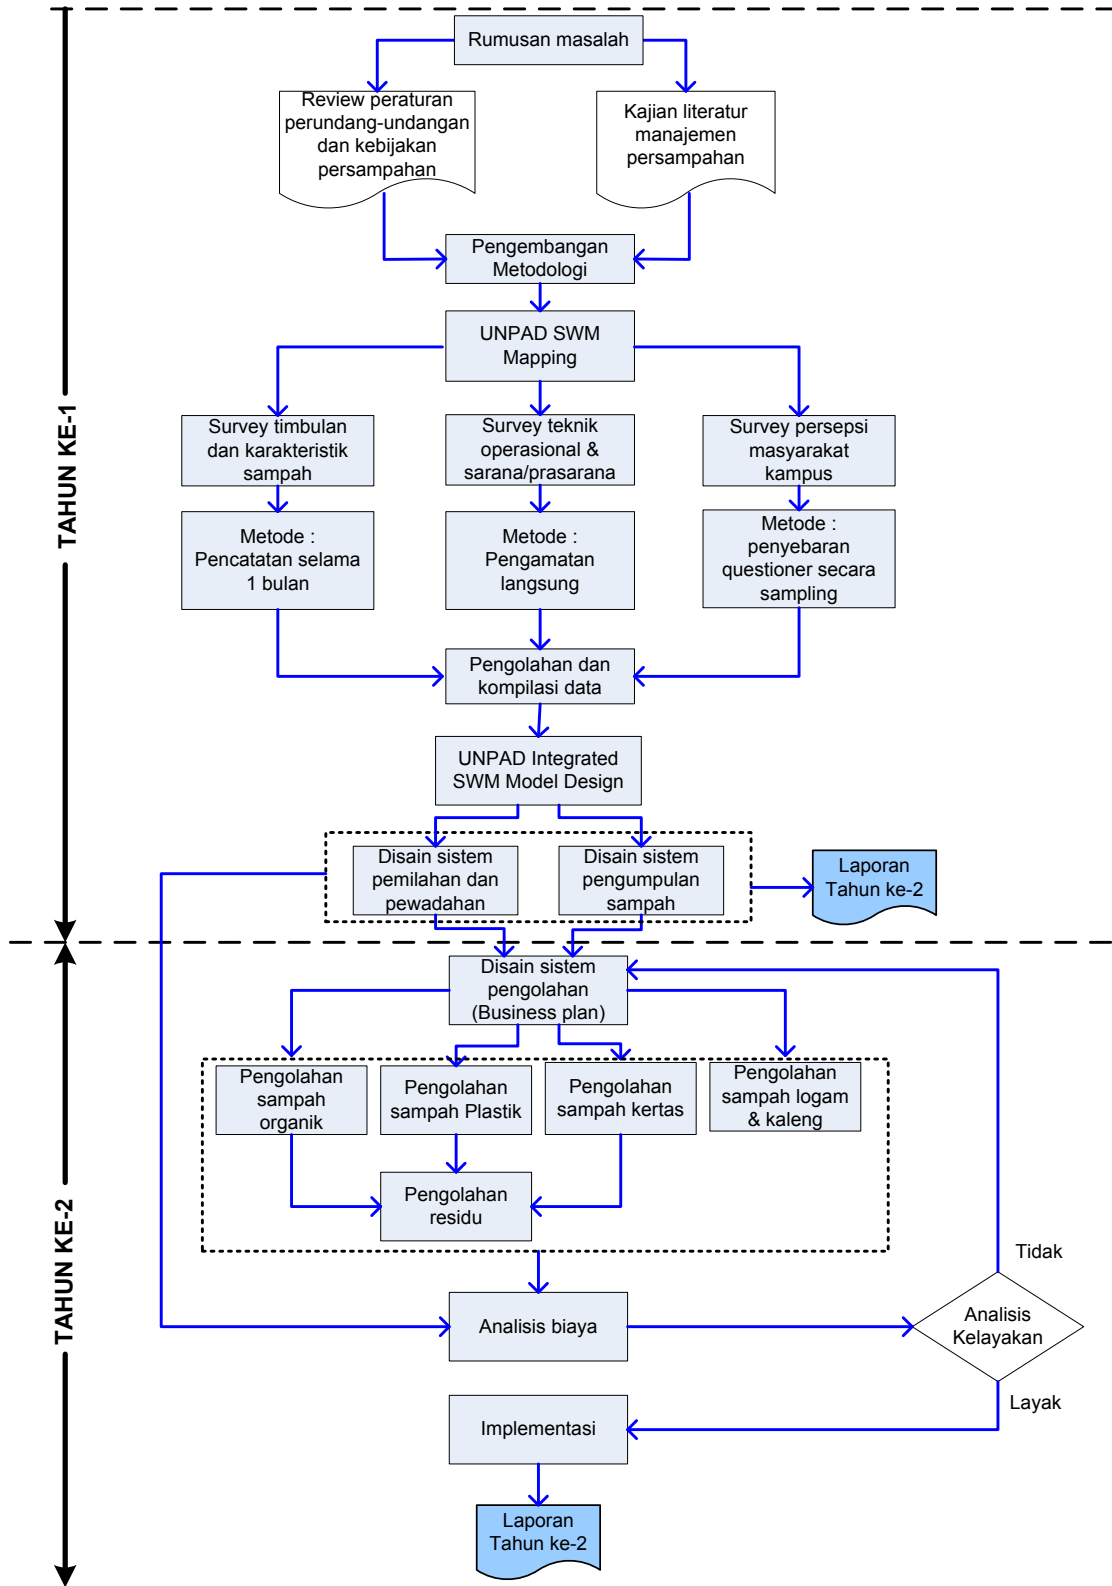 Rumusan masalah
Review peraturan
perundang-undangan
dan kebijakan
persampahan
Kajian literatur
manajemen
persampahan
Pengembangan
Metodologi
UNPAD SWM
Mapping
TAHUN KE-1
Survey timbulan
dan karakteristik
sampah
Survey teknik
operasional &
sarana/prasarana
Survey persepsi
masyarakat
kampus
Metode :
Pencatatan selama
1 bulan
Metode :
Pengamatan
langsung
Metode :
penyebaran
questioner secara
sampling
Pengolahan dan
kompilasi data
UNPAD Integrated
SWM Model Design
Disain sistem
pemilahan dan
pewadahan
Disain sistem
pengumpulan
sampah
Laporan
Tahun ke-2
TAHUN KE-2
Disain sistem
pengolahan
(Business plan)
Pengolahan
sampah
organik
Pengolahan
sampah Plastik
Pengolahan
sampah kertas
Pengolahan
sampah logam
& kaleng
Pengolahan
residu
Tidak
Analisis biaya
Analisis
Kelayakan
Layak
Implementasi
Laporan
Tahun ke-2